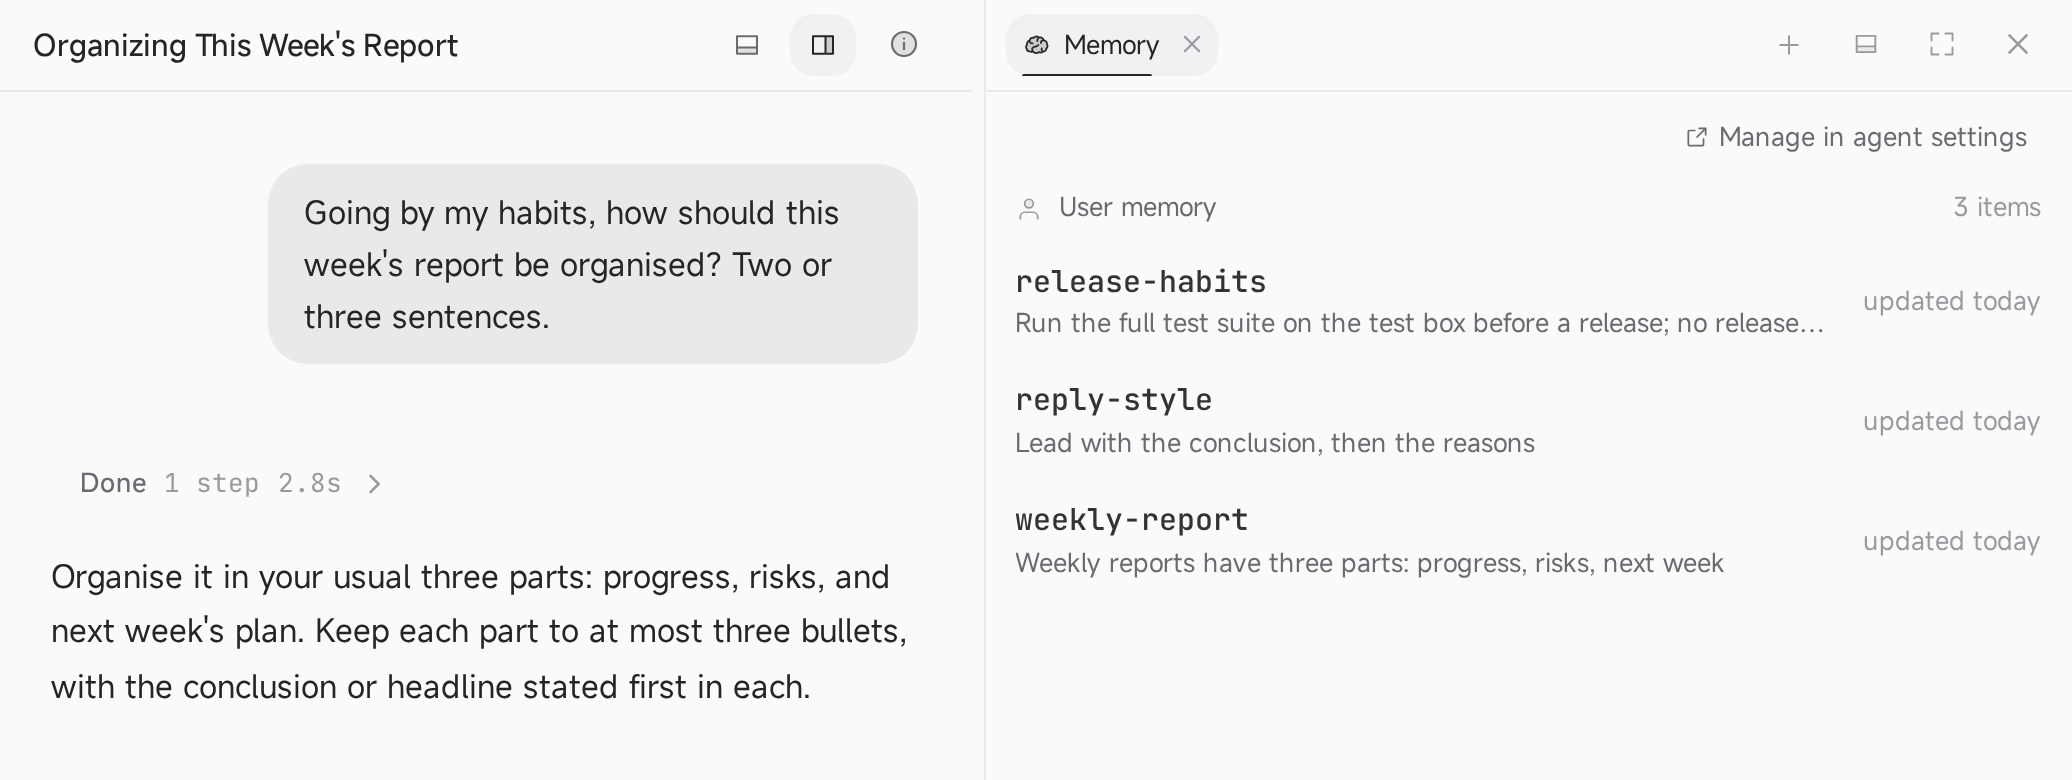 Organizing This Week's Report
Memory
Manage in agent settings
Going by my habits, how should this
week's report be organised? Two or
three sentences.
Done 1 step 2.8s
Organise it in your usual three parts: progress, risks, and
next week's plan. Keep each part to at most three bullets,
with the conclusion or headline stated first in each.
User memory
3 items
release-habits
Run the full test suite on the test box before a release; no release…
updated today
reply-style
Lead with the conclusion, then the reasons
updated today
weekly-report
Weekly reports have three parts: progress, risks, next week
updated today